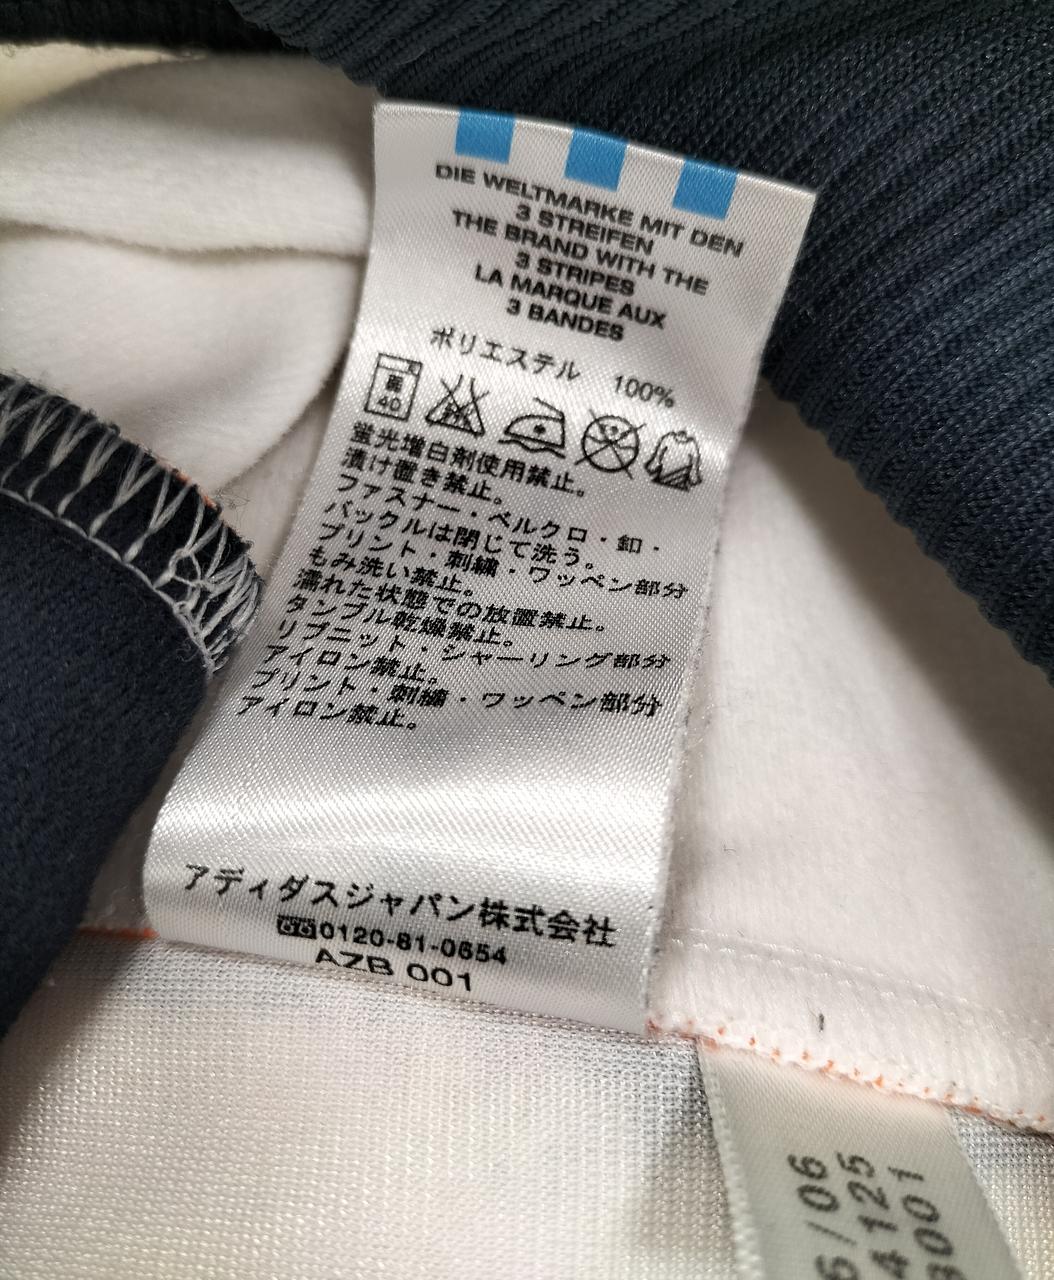 DIE WELTMARKE MIT DEN
3 STREIFEN
THE BRAND WITH THE
3 STRIPES
LA MARQUE AUX
3 BANDES
ポリエステル 100%
40
蛍光増白剤使用禁止。
漬け置き禁止。
ファスナー・ベルクロ・釦・
バックルは閉じて洗う。
プリント・刺繍・ワッペン部分
もみ洗い禁止。
濡れた状態での放置禁止。
タンブル乾燥禁止。
リブニット・シャーリング部分
アイロン禁止。
プリント・刺繍・ワッペン部分
アイロン禁止。
アディダスジャパン株式会社
0120-81-0654
AZB 001
/06
4125
3001